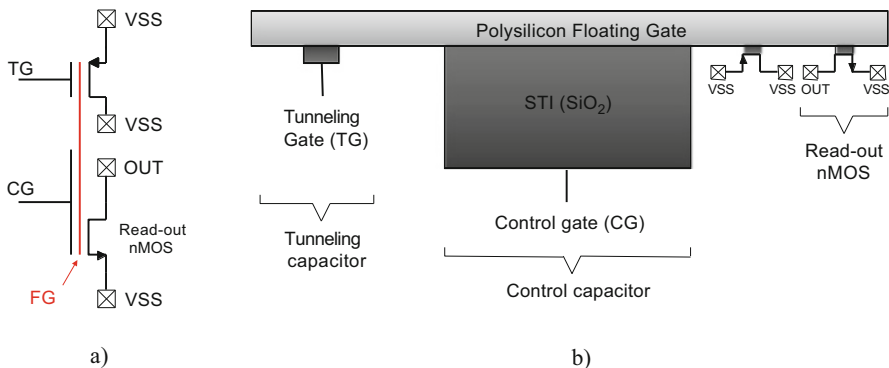 VSS
TG
VSS
OUT
CG
Read-out
nMOS
FG
VSS
a)
Polysilicon Floating Gate
STI (SiO₂)
VSS
VSS
OUT
VSS
Tunneling
Gate (TG)
Read-out
nMOS
Control gate (CG)
Tunneling
capacitor
Control capacitor
b)